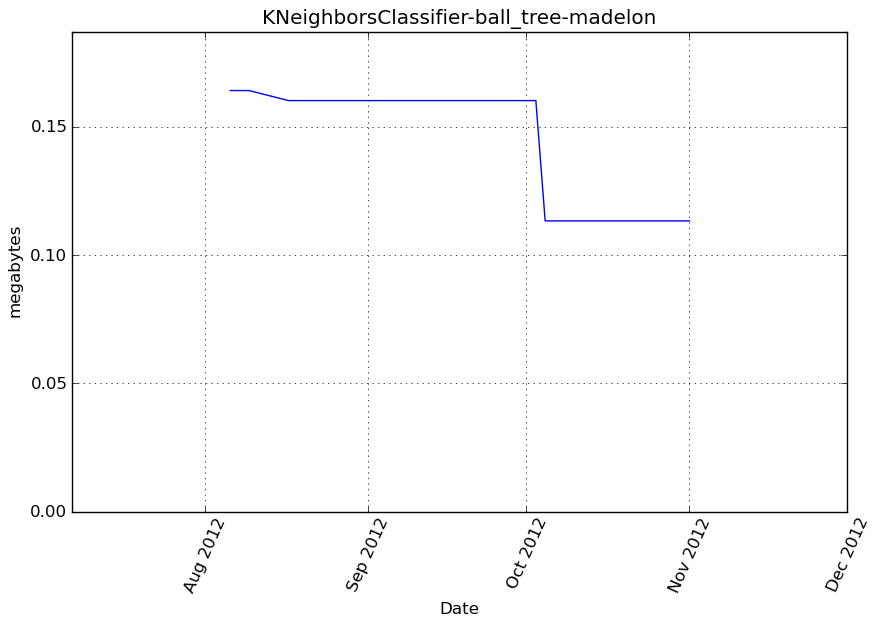 KNeighborsClassifier-ball_tree-madelon
megabytes
0.15
0.10
0.05
0.00
Aug 2012
Sep 2012
Oct 2012
Nov 2012
Dec 2012
Date